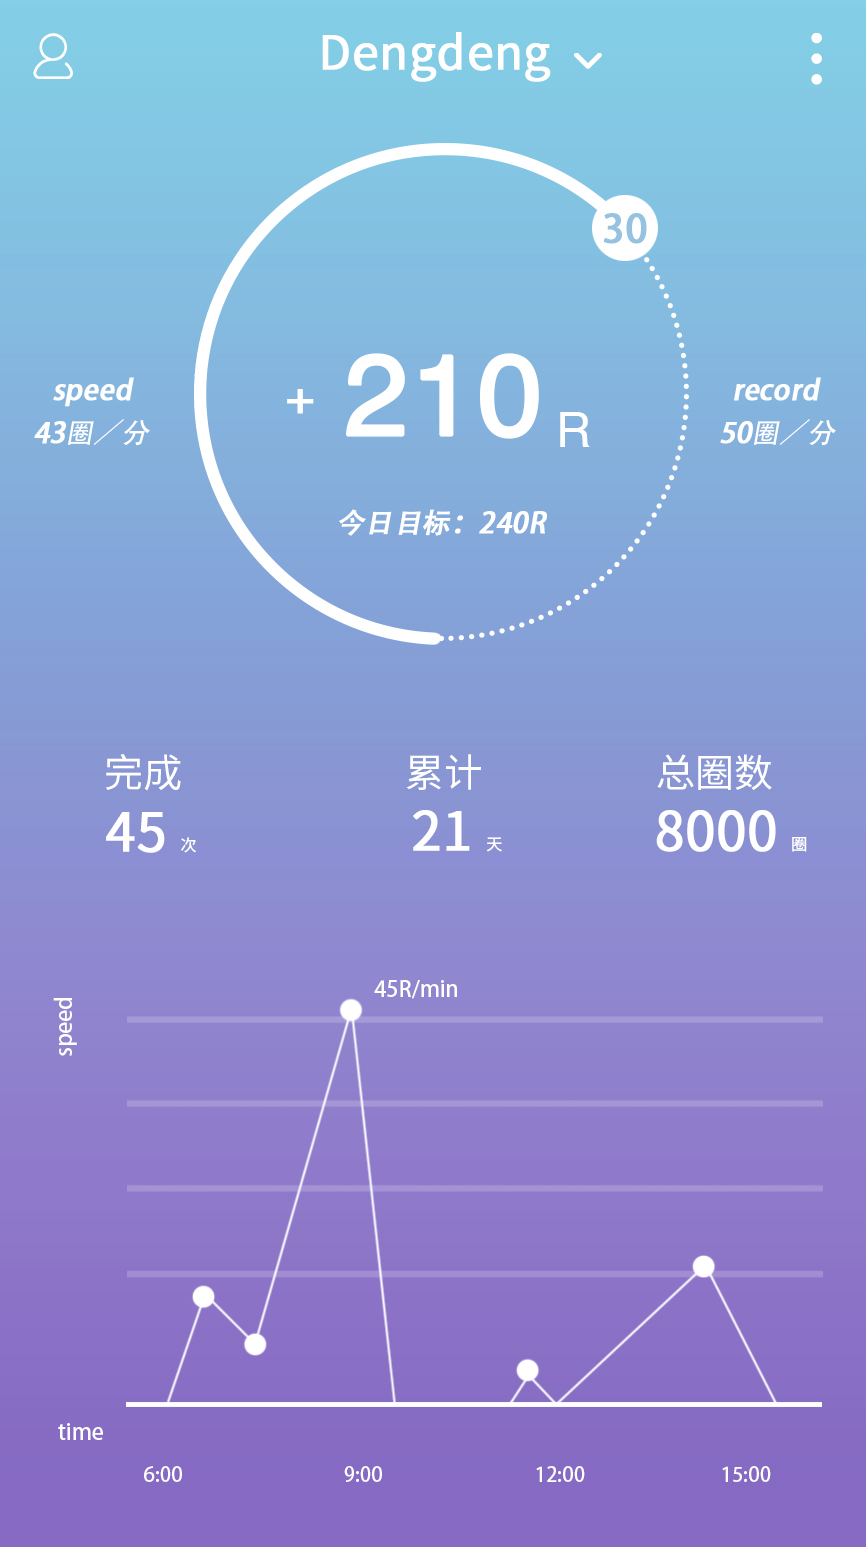 Dengdeng
30
speed
43圈／分
+ 210 R
record
50圈／分
今日目标：240R
完成
45 次
累计
21 天
总圈数
8000 圈
45R/min
speed
time
6:00 9:00 12:00 15:00